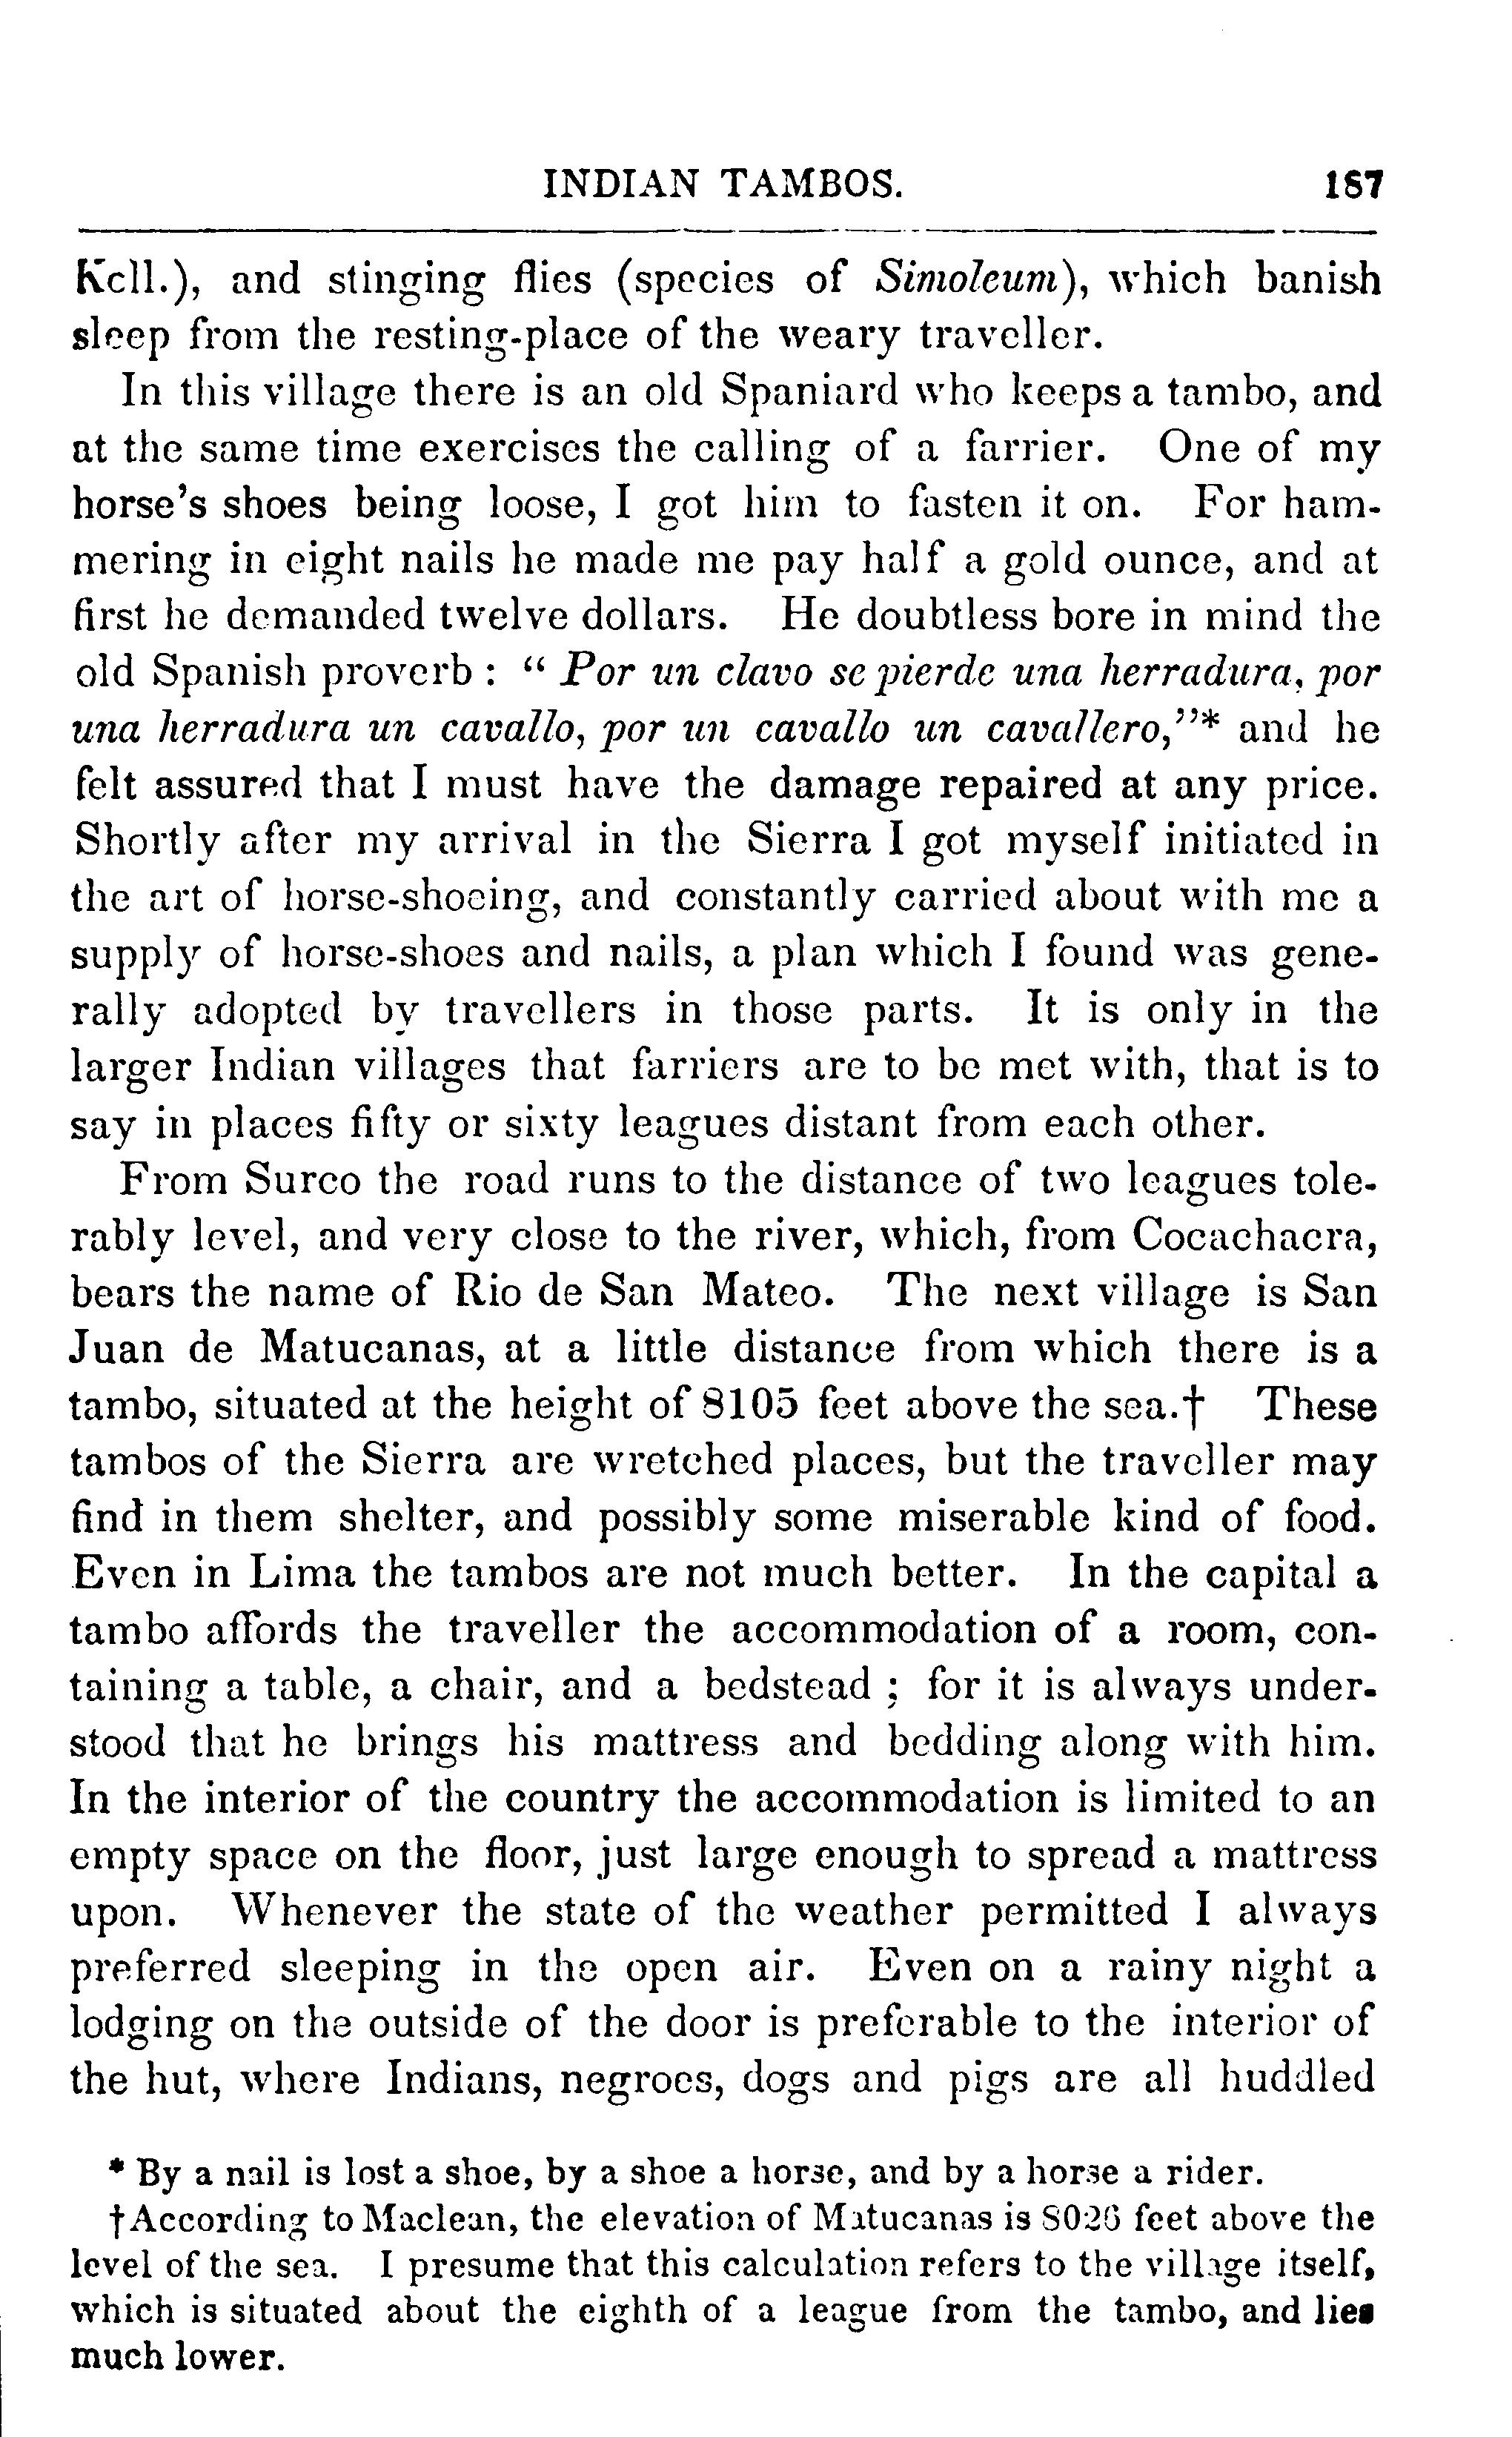 INDIAN TAMBOS. 187
Kell.), and stinging flies (species of Simoleum), which banish
sleep from the resting-place of the weary traveller.
In this village there is an old Spaniard who keeps a tambo, and
at the same time exercises the calling of a farrier. One of my
horse's shoes being loose, I got him to fasten it on. For ham-
mering in eight nails he made me pay half a gold ounce, and at
first he demanded twelve dollars. He doubtless bore in mind the
old Spanish proverb : “ Por un clavo se pierde una herradura, por
una herradura un cavallo, por un cavallo un cavallero,”* and he
felt assured that I must have the damage repaired at any price.
Shortly after my arrival in the Sierra I got myself initiated in
the art of horse-shoeing, and constantly carried about with me a
supply of horse-shoes and nails, a plan which I found was gene-
rally adopted by travellers in those parts. It is only in the
larger Indian villages that farriers are to be met with, that is to
say in places fifty or sixty leagues distant from each other.
From Surco the road runs to the distance of two leagues tole-
rably level, and very close to the river, which, from Cocachacra,
bears the name of Rio de San Mateo. The next village is San
Juan de Matucanas, at a little distance from which there is a
tambo, situated at the height of 8105 feet above the sea.† These
tambos of the Sierra are wretched places, but the traveller may
find in them shelter, and possibly some miserable kind of food.
Even in Lima the tambos are not much better. In the capital a
tambo affords the traveller the accommodation of a room, con-
taining a table, a chair, and a bedstead ; for it is always under-
stood that he brings his mattress and bedding along with him.
In the interior of the country the accommodation is limited to an
empty space on the floor, just large enough to spread a mattress
upon. Whenever the state of the weather permitted I always
preferred sleeping in the open air. Even on a rainy night a
lodging on the outside of the door is preferable to the interior of
the hut, where Indians, negroes, dogs and pigs are all huddled
* By a nail is lost a shoe, by a shoe a horse, and by a horse a rider.
† According to Maclean, the elevation of Matucanas is 8026 feet above the
level of the sea. I presume that this calculation refers to the village itself,
which is situated about the eighth of a league from the tambo, and lies
much lower.